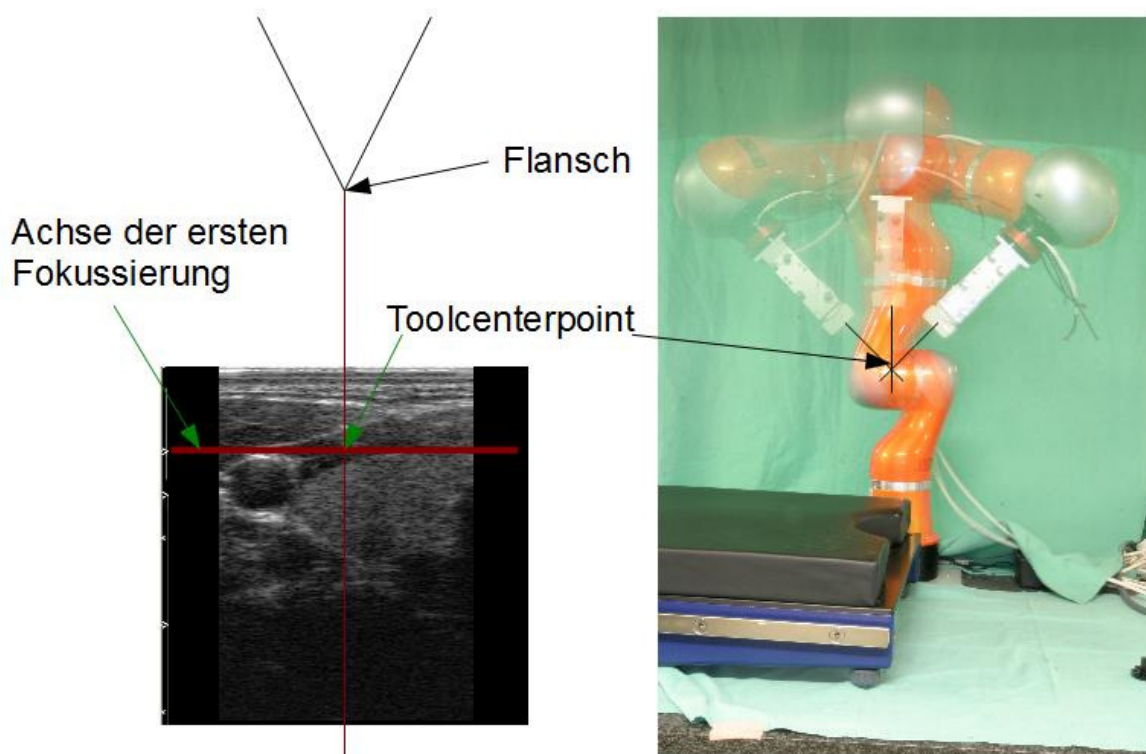 Flansch
Achse der ersten
Fokussierung
Toolcenterpoint